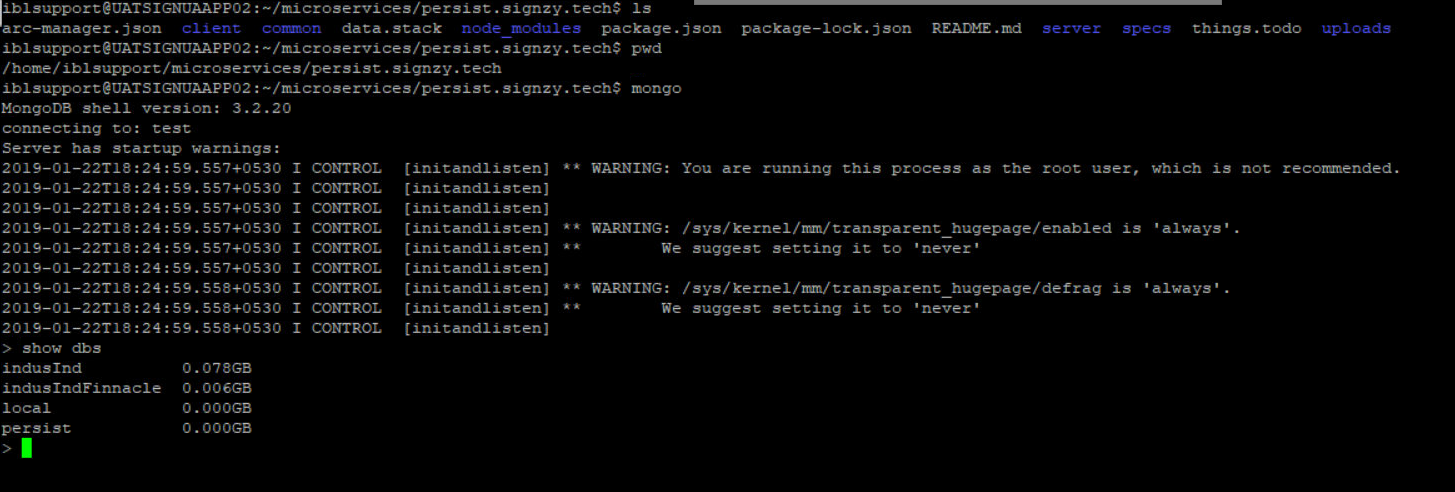 iblsupport@UATSIGNUAAPP02:~/microservices/persist.signzy.tech$ ls
arc-manager.json client common data.stack node_modules package.json package-lock.json README.md server specs things.todo uploads
iblsupport@UATSIGNUAAPP02:~/microservices/persist.signzy.tech$ pwd
/home/iblsupport/microservices/persist.signzy.tech
iblsupport@UATSIGNUAAPP02:~/microservices/persist.signzy.tech$ mongo
MongoDB shell version: 3.2.20
connecting to: test
Server has startup warnings:
2019-01-22T18:24:59.557+0530 I CONTROL  [initandlisten] ** WARNING: You are running this process as the root user, which is not recommended.
2019-01-22T18:24:59.557+0530 I CONTROL  [initandlisten]
2019-01-22T18:24:59.557+0530 I CONTROL  [initandlisten]
2019-01-22T18:24:59.557+0530 I CONTROL  [initandlisten] ** WARNING: /sys/kernel/mm/transparent_hugepage/enabled is 'always'.
2019-01-22T18:24:59.557+0530 I CONTROL  [initandlisten] **        We suggest setting it to 'never'
2019-01-22T18:24:59.557+0530 I CONTROL  [initandlisten]
2019-01-22T18:24:59.558+0530 I CONTROL  [initandlisten] ** WARNING: /sys/kernel/mm/transparent_hugepage/defrag is 'always'.
2019-01-22T18:24:59.558+0530 I CONTROL  [initandlisten] **        We suggest setting it to 'never'
2019-01-22T18:24:59.558+0530 I CONTROL  [initandlisten]
> show dbs
indusInd          0.078GB
indusIndFinnacle  0.006GB
local             0.000GB
persist           0.000GB
>